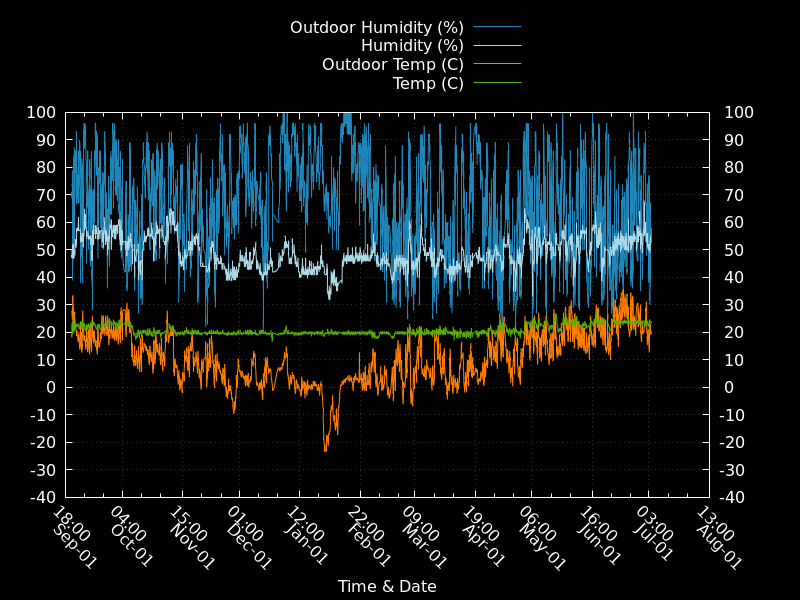 Outdoor Humidity (%)
Humidity (%)
Outdoor Temp (C)
Temp (C)
100 100
90 90
80 80
70 70
60 60
50 50
40 40
30 30
20 20
10 10
0 0
-10 -10
-20 -20
-30 -30
-40 -40
18:00 04:00 15:00 01:00 12:00 22:00 09:00 19:00 06:00 16:00 03:00 13:00
Sep-01 Oct-01 Nov-01 Dec-01 Jan-01 Feb-01 Mar-01 Apr-01 May-01 Jun-01 Jul-01 Aug-01
Time & Date